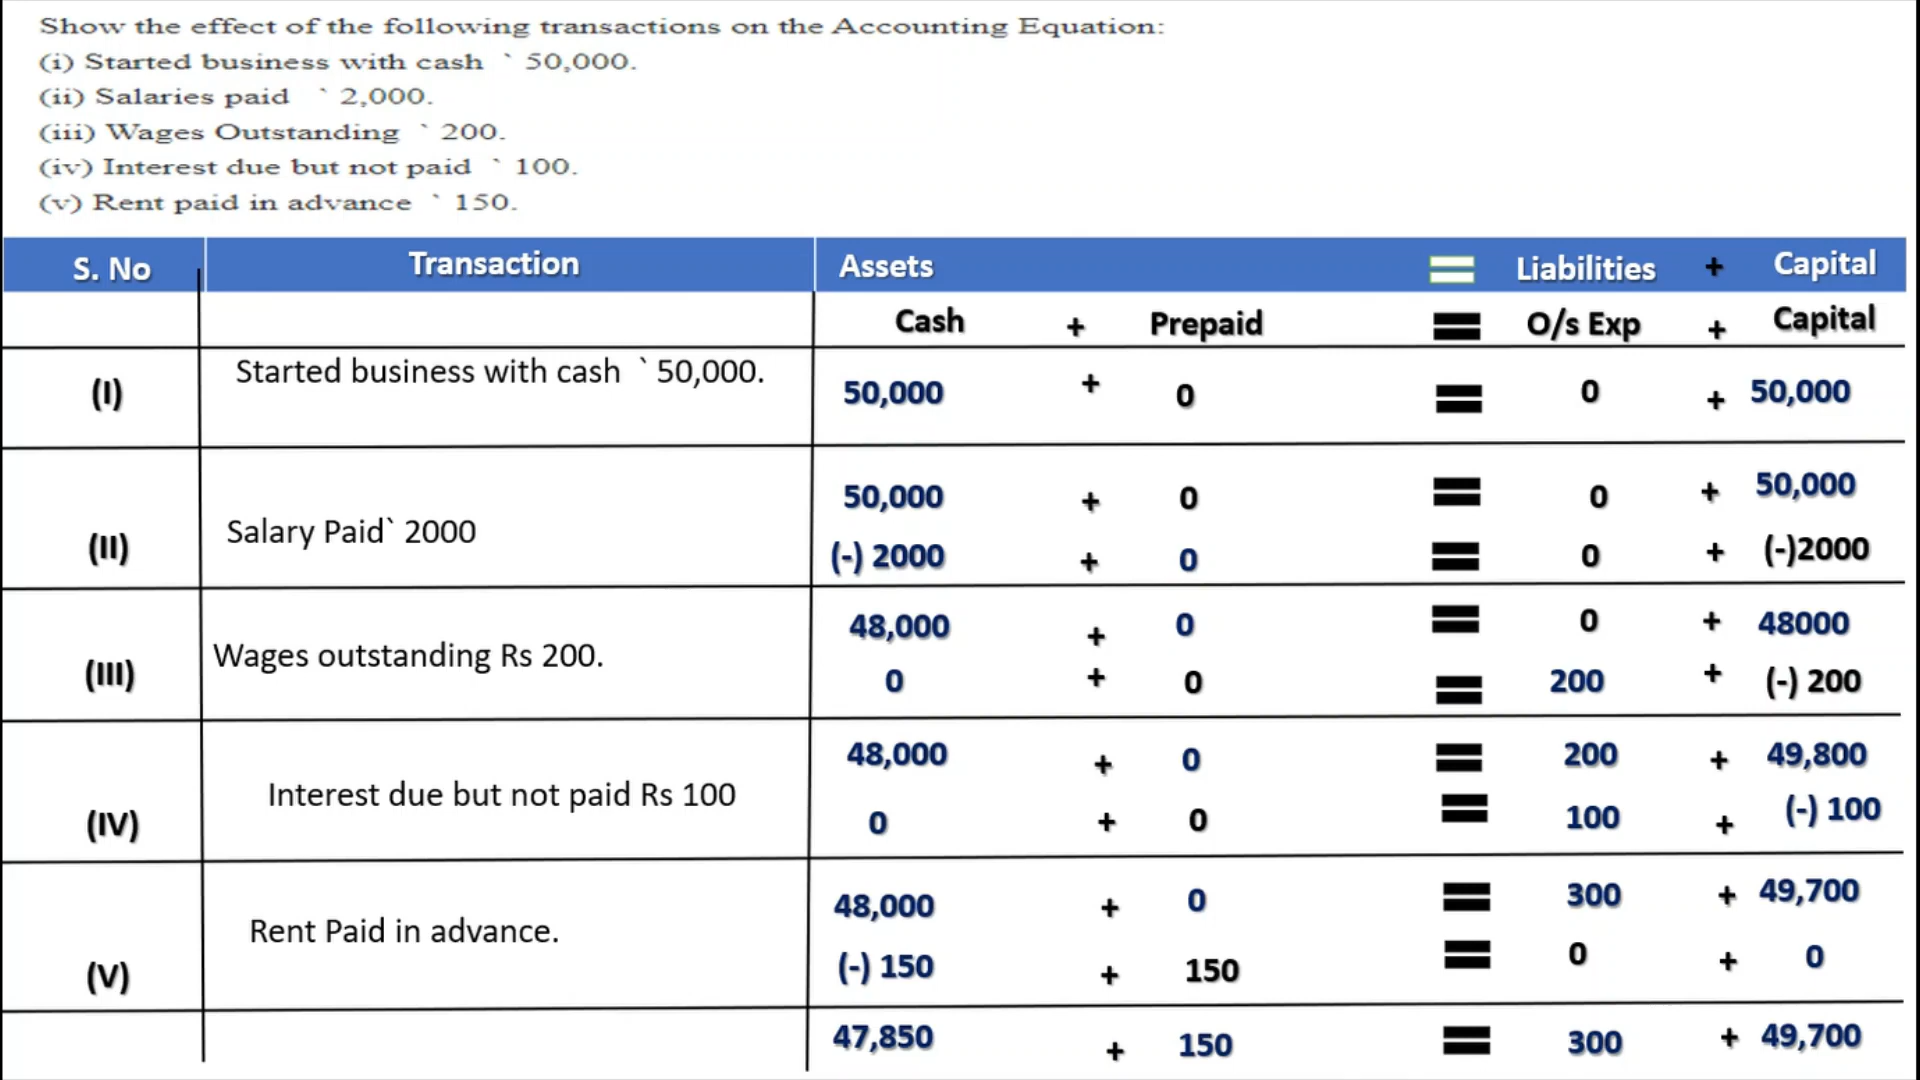 Show the effect of the following transactions on the Accounting Equation:
(i) Started business with cash ` 50,000.
(ii) Salaries paid ` 2,000.
(iii) Wages Outstanding ` 200.
(iv) Interest due but not paid ` 100.
(v) Rent paid in advance ` 150.
S. No Transaction Assets = Liabilities + Capital
Cash + Prepaid = O/s Exp + Capital
(I) Started business with cash ` 50,000. 50,000 + 0 = 0 + 50,000
50,000 + 0 = 0 + 50,000
(II) Salary Paid` 2000 (-) 2000 + 0 = 0 + (-)2000
48,000 + 0 = 0 + 48000
(III) Wages outstanding Rs 200. 0 + 0 = 200 + (-) 200
48,000 + 0 = 200 + 49,800
(IV) Interest due but not paid Rs 100 0 + 0 = 100 + (-) 100
48,000 + 0 = 300 + 49,700
(V) Rent Paid in advance. (-) 150 + 150 = 0 + 0
47,850 + 150 = 300 + 49,700